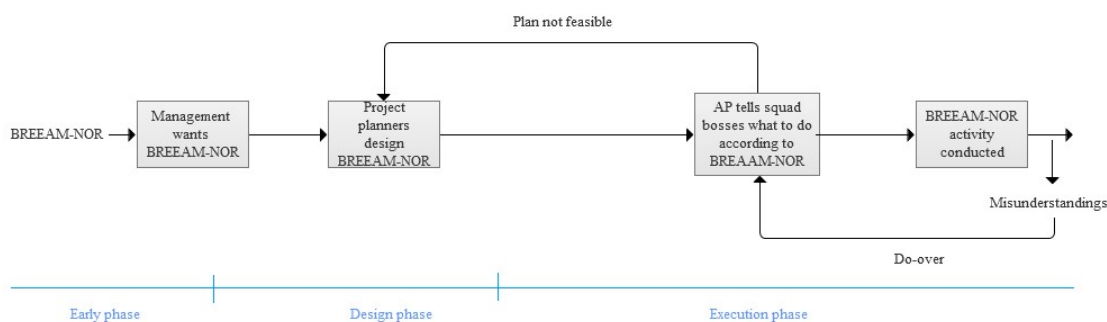 Plan not feasible
BREEAM-NOR
Management
wants
BREEAM-NOR
Project
planners
design
BREEAM-NOR
AP tells squad
bosses what to do
according to
BREAAM-NOR
BREEAM-NOR
activity
conducted
Misunderstandings
Do-over
Early phase
Design phase
Execution phase